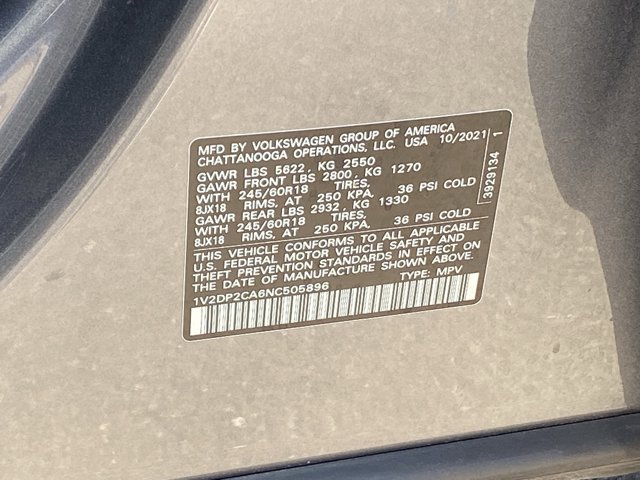 MFD BY VOLKSWAGEN GROUP OF AMERICA
CHATTANOOGA OPERATIONS, LLC. USA 10/2021
GVWR LBS 5622, KG 2550
GAWR FRONT LBS 2800, KG 1270
WITH 245/60R18 TIRES,
8JX18 RIMS, AT 250 KPA, 36 PSI COLD
GAWR REAR LBS 2932, KG 1330
WITH 245/60R18 TIRES,
8JX18 RIMS, AT 250 KPA, 36 PSI COLD
THIS VEHICLE CONFORMS TO ALL APPLICABLE
U.S. FEDERAL MOTOR VEHICLE SAFETY AND
THEFT PREVENTION STANDARDS IN EFFECT ON
THE DATE OF MANUFACTURE SHOWN ABOVE.
1V2DP2CA6NC505896 TYPE: MPV
3929134 1